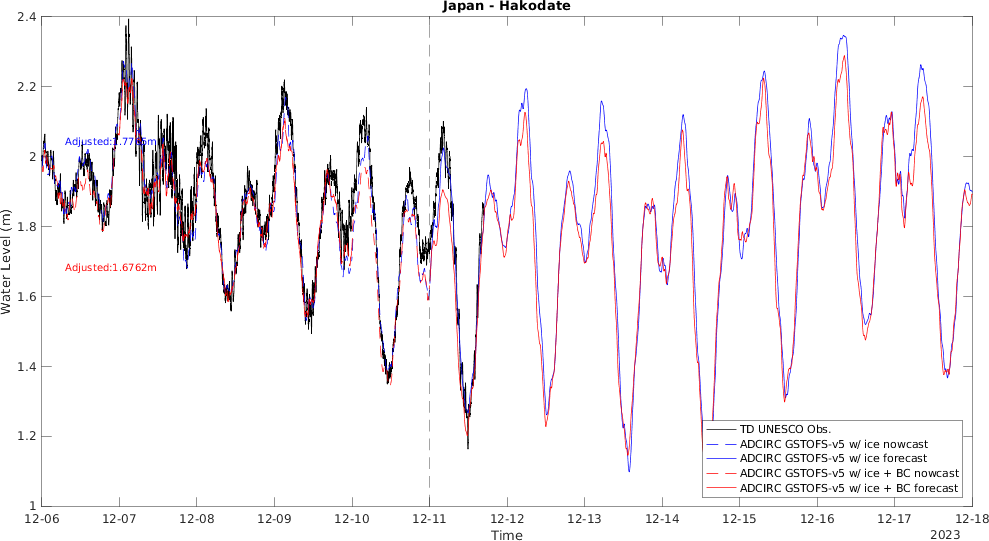 Japan - Hakodate
2.4
2.2
2
1.8
1.6
1.4
1.2
1
Water Level (m)
Adjusted:1.6762m
TD UNESCO Obs.
ADCIRC GSTOFS-v5 w/ ice nowcast
ADCIRC GSTOFS-v5 w/ ice forecast
ADCIRC GSTOFS-v5 w/ ice + BC nowcast
ADCIRC GSTOFS-v5 w/ ice + BC forecast
12-06 12-07 12-08 12-09 12-10 12-11 12-12 12-13 12-14 12-15 12-16 12-17 12-18
Time
2023